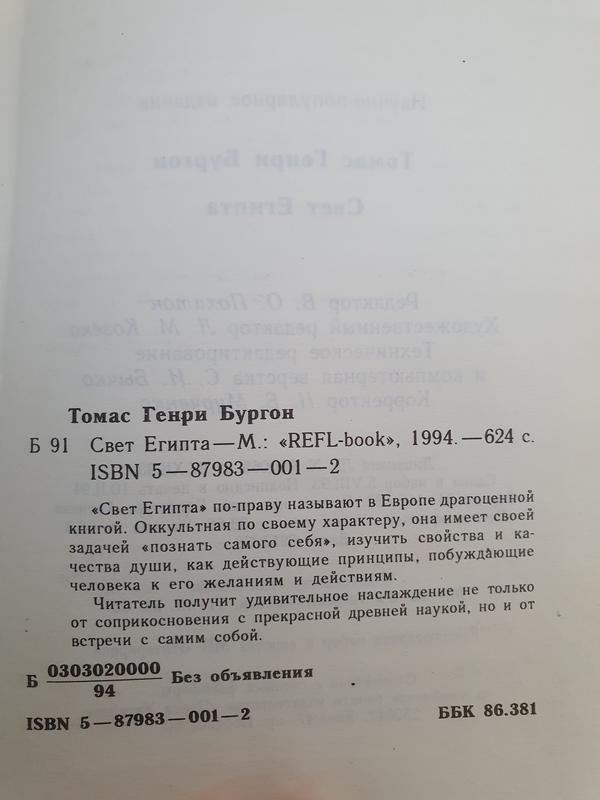 Томас Генри Бургон
Б 91 Свет Египта—М.: «REFL-book», 1994.—624 с.
ISBN 5—87983—001—2
«Свет Египта» по-праву называют в Европе драгоценной
книгой. Оккультная по своему характеру, она имеет своей
задачей «познать самого себя», изучить свойства и ка-
чества души, как действующие принципы, побуждающие
человека к его желаниям и действиям.
Читатель получит удивительное наслаждение не только
от соприкосновения с прекрасной древней наукой, но и от
встречи с самим собой.
Б 0303020000
94
Без объявления
ISBN 5—87983—001—2 ББК 86.381